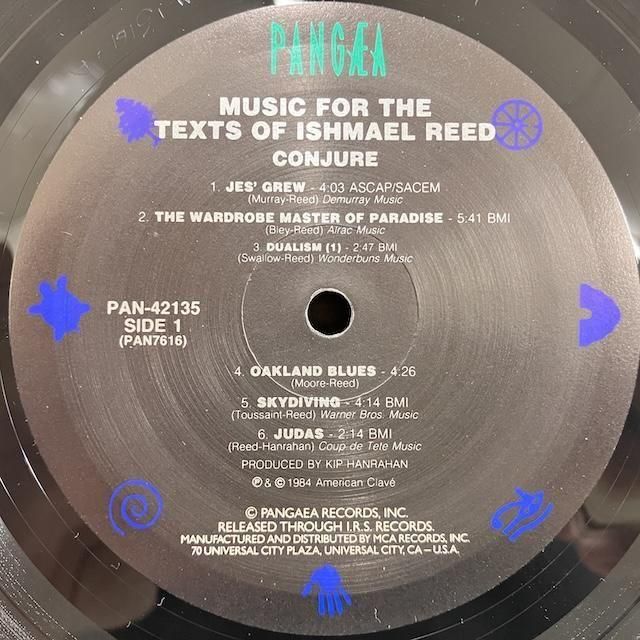 PANGÆA
MUSIC FOR THE
TEXTS OF ISHMAEL REED
CONJURE
1. JES' GREW - 4:03 ASCAP/SACEM
(Murray-Reed) Demurray Music
2. THE WARDROBE MASTER OF PARADISE - 5:41 BMI
(Bley-Reed) Alrac Music
3. DUALISM (1) - 2:47 BMI
(Swallow-Reed) Wonderbuns Music
PAN-42135
SIDE 1
(PAN7616)
4. OAKLAND BLUES - 4:26
(Moore-Reed)
5. SKYDIVING - 4:14 BMI
(Toussaint-Reed) Warner Bros. Music
6. JUDAS - 2:14 BMI
(Reed-Hanrahan) Coup de Tete Music
PRODUCED BY KIP HANRAHAN
℗ & © 1984 American Clavé
© PANGAEA RECORDS, INC.
RELEASED THROUGH I.R.S. RECORDS.
MANUFACTURED AND DISTRIBUTED BY MCA RECORDS, INC.
70 UNIVERSAL CITY PLAZA, UNIVERSAL CITY, CA — U.S.A.